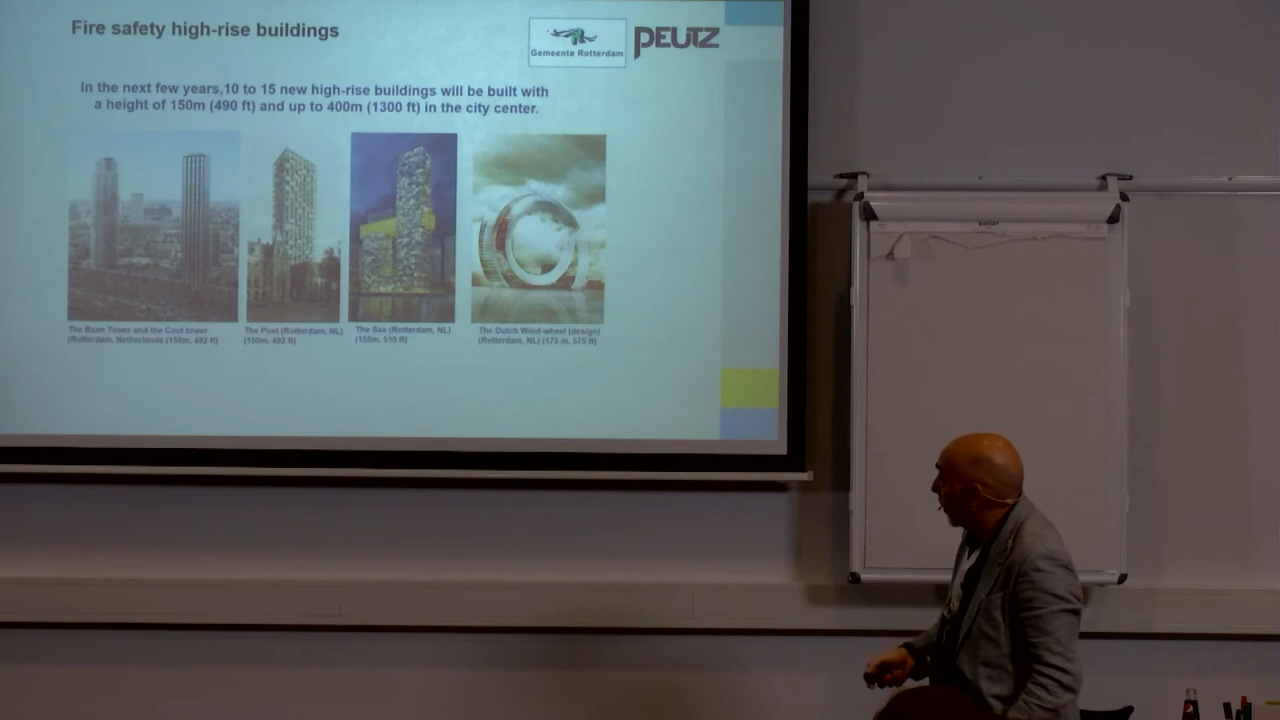 Fire safety high-rise buildings
Gemeente Rotterdam
PEUTZ
In the next few years,10 to 15 new high-rise buildings will be built with
a height of 150m (490 ft) and up to 400m (1300 ft) in the city center.
The Baan Tower and the Cool tower
(Rotterdam, Netherlands (150m, 492 ft)
The Post (Rotterdam, NL)
(150m, 492 ft)
The Sax (Rotterdam, NL)
(155m, 510 ft)
The Dutch Wind-wheel (design)
(Rotterdam, NL) (175 m, 575 ft)